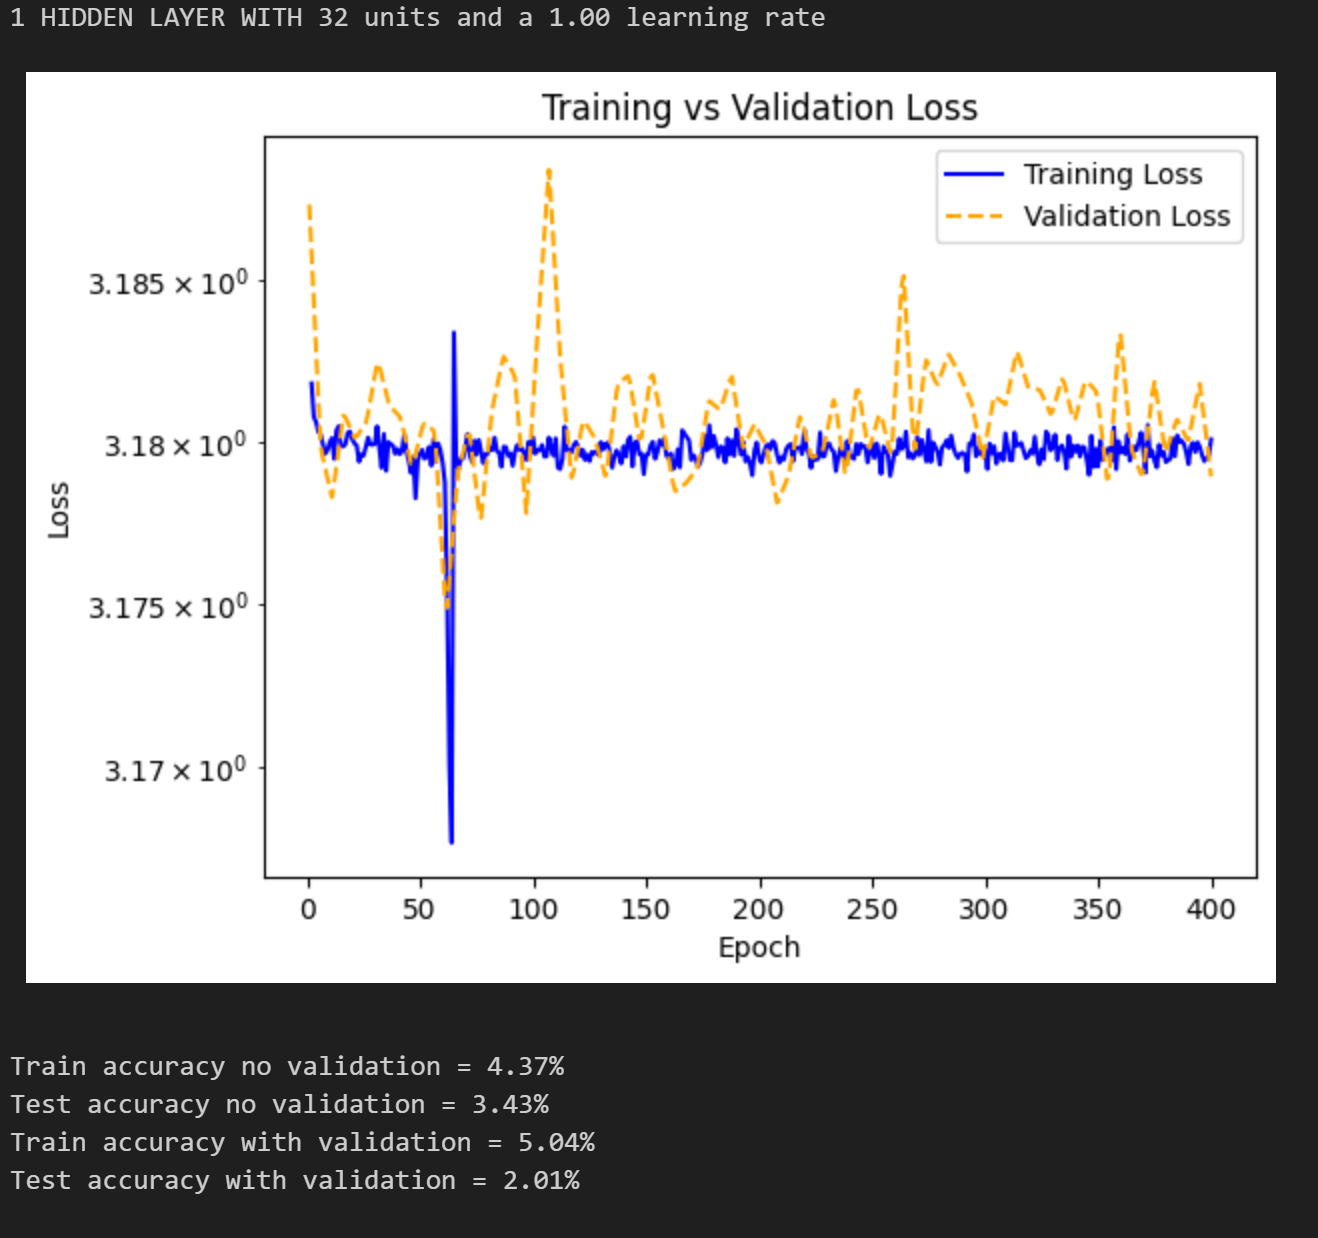 1 HIDDEN LAYER WITH 32 units and a 1.00 learning rate
Training vs Validation Loss
Training Loss
Validation Loss
3.185 × 10⁰
3.18 × 10⁰
3.175 × 10⁰
3.17 × 10⁰
Loss
0 50 100 150 200 250 300 350 400
Epoch
Train accuracy no validation = 4.37%
Test accuracy no validation = 3.43%
Train accuracy with validation = 5.04%
Test accuracy with validation = 2.01%